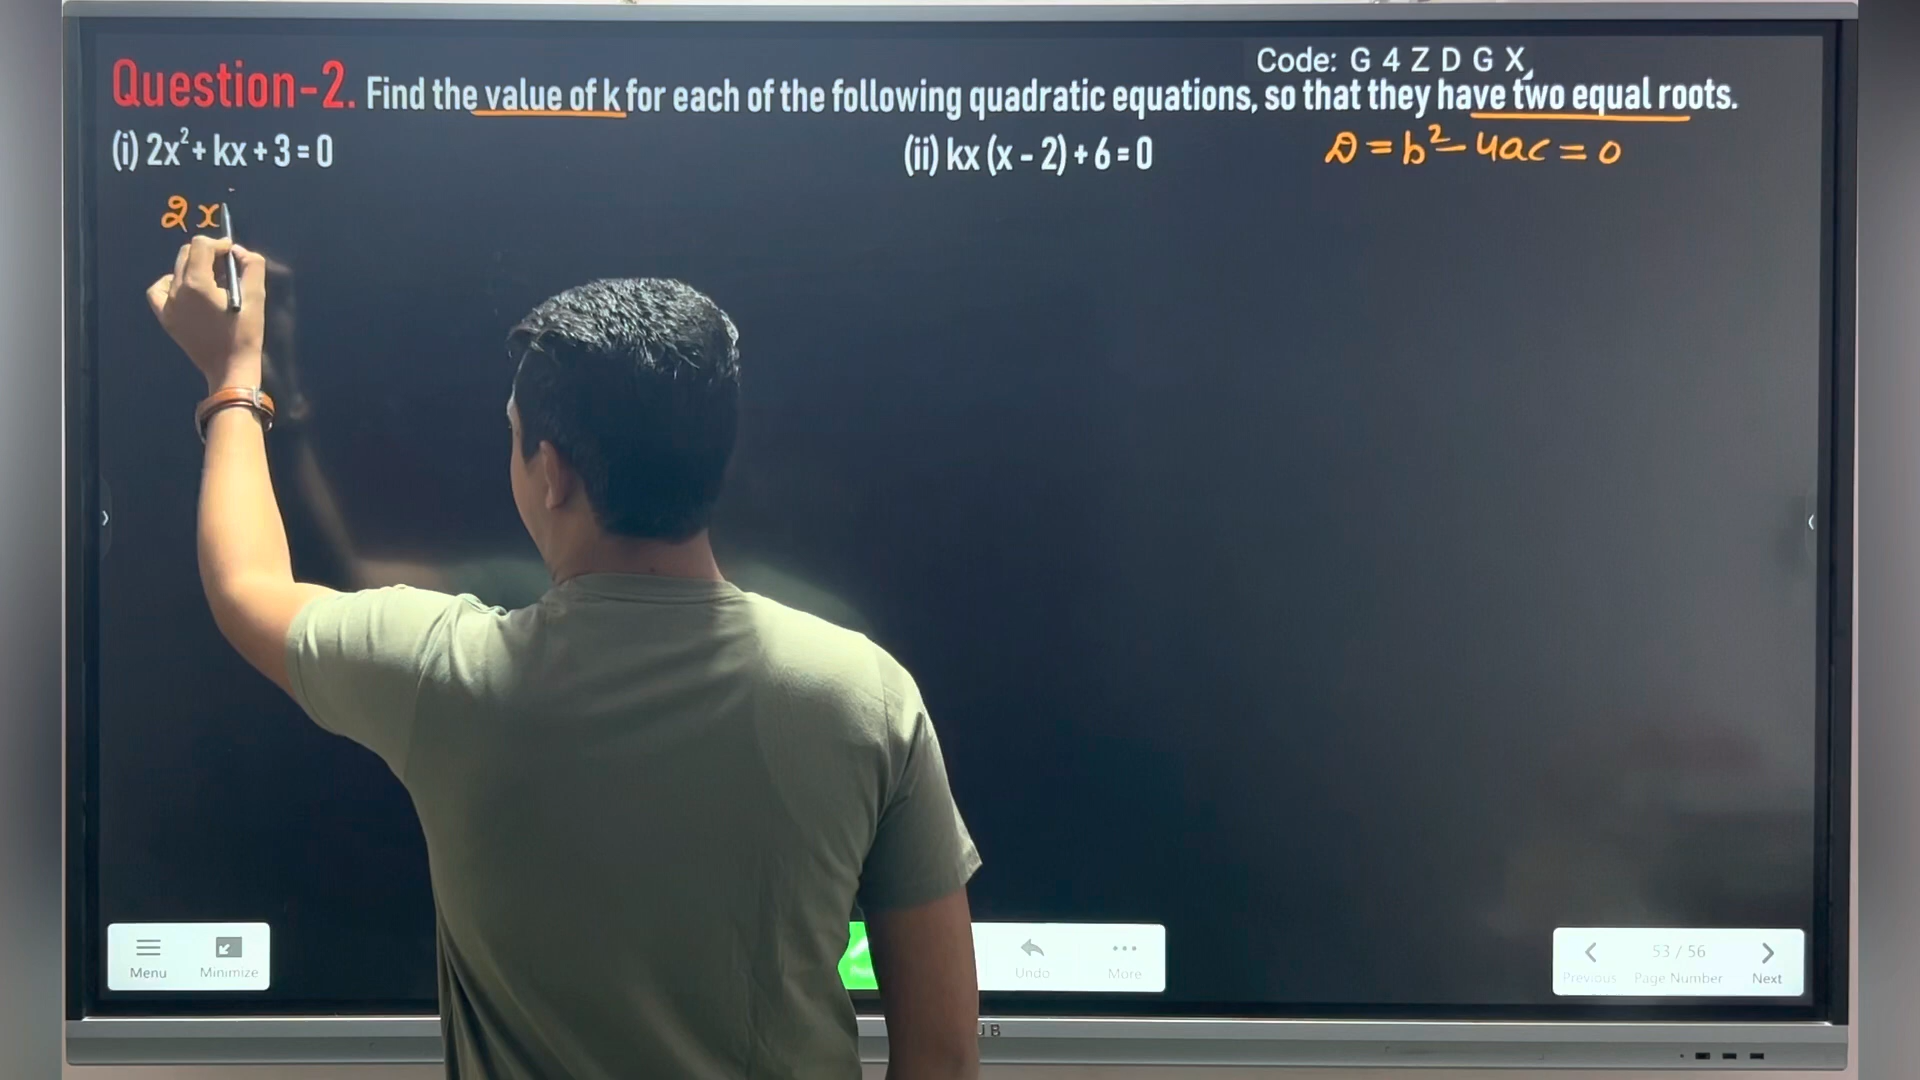 Code: G 4 Z D G X
Question-2. Find the value of k for each of the following quadratic equations, so that they have two equal roots.
(i) 2x² + kx + 3 = 0
(ii) kx (x - 2) + 6 = 0
D = b² - 4ac = 0
2x
Menu
Minimize
Undo
More
53 / 56
Previous
Page Number
Next